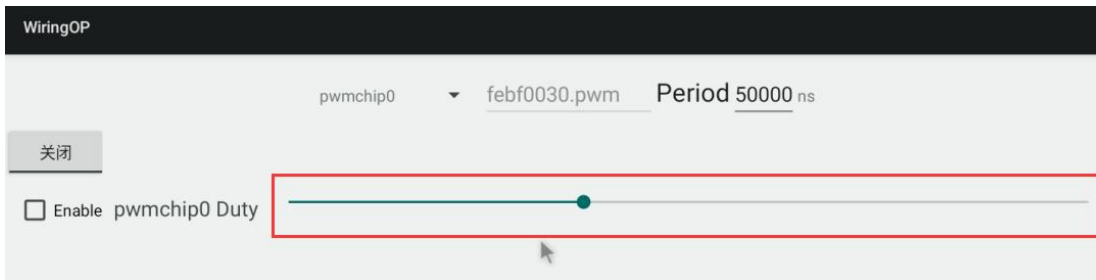 WiringOP
pwmchip0 febf0030.pwm Period 50000 ns
关闭
Enable pwmchip0 Duty